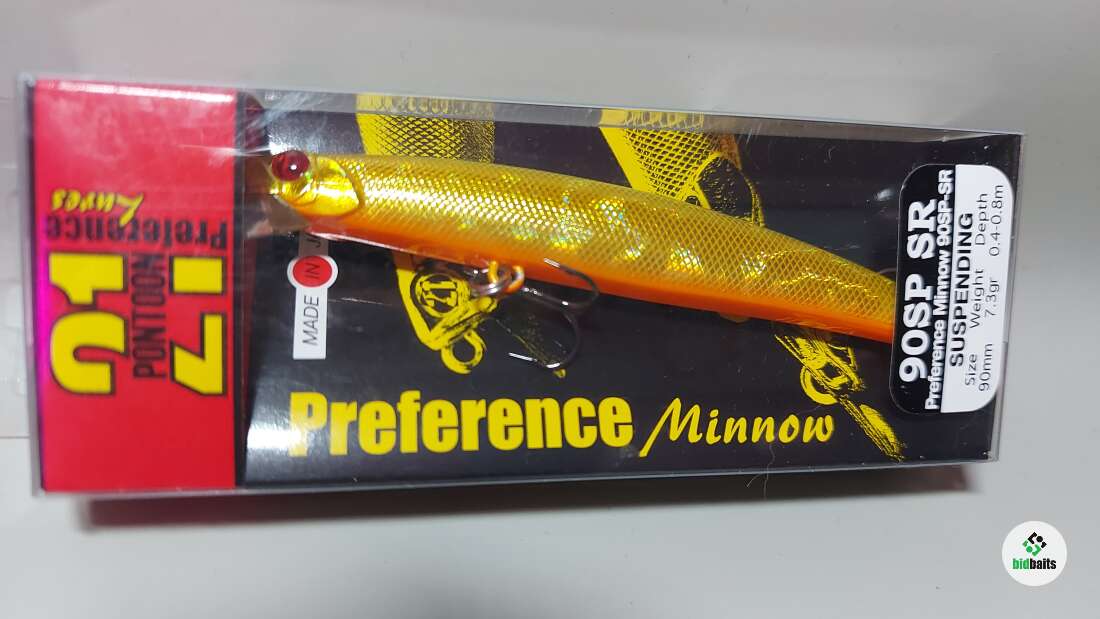 21
PONTOON
21
Preference
Lures
MADE IN J
Preference Minnow
90SP SR
Preference Minnow 90SP-SR
SUSPENDING
Size Weight Depth
90mm 7.3gr 0.4-0.8m
bidbaits